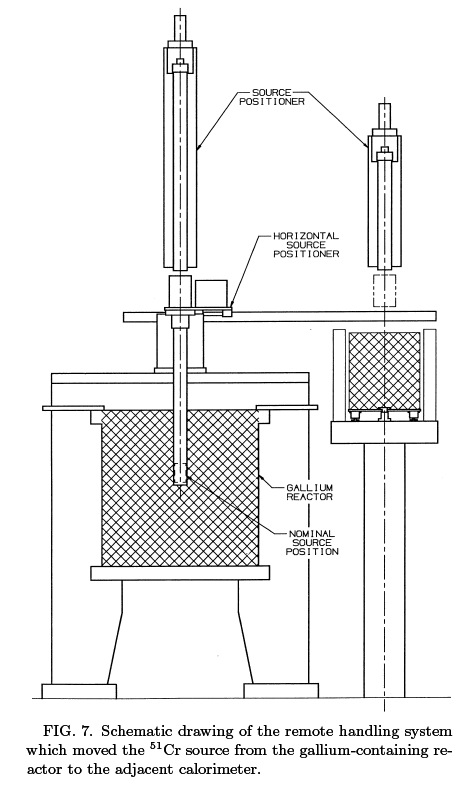 SOURCE
POSITIONER
HORIZONTAL
SOURCE
POSITIONER
GALLIUM
REACTOR
NOMINAL
SOURCE
POSITION
FIG. 7. Schematic drawing of the remote handling system
which moved the ⁵¹Cr source from the gallium-containing re-
actor to the adjacent calorimeter.